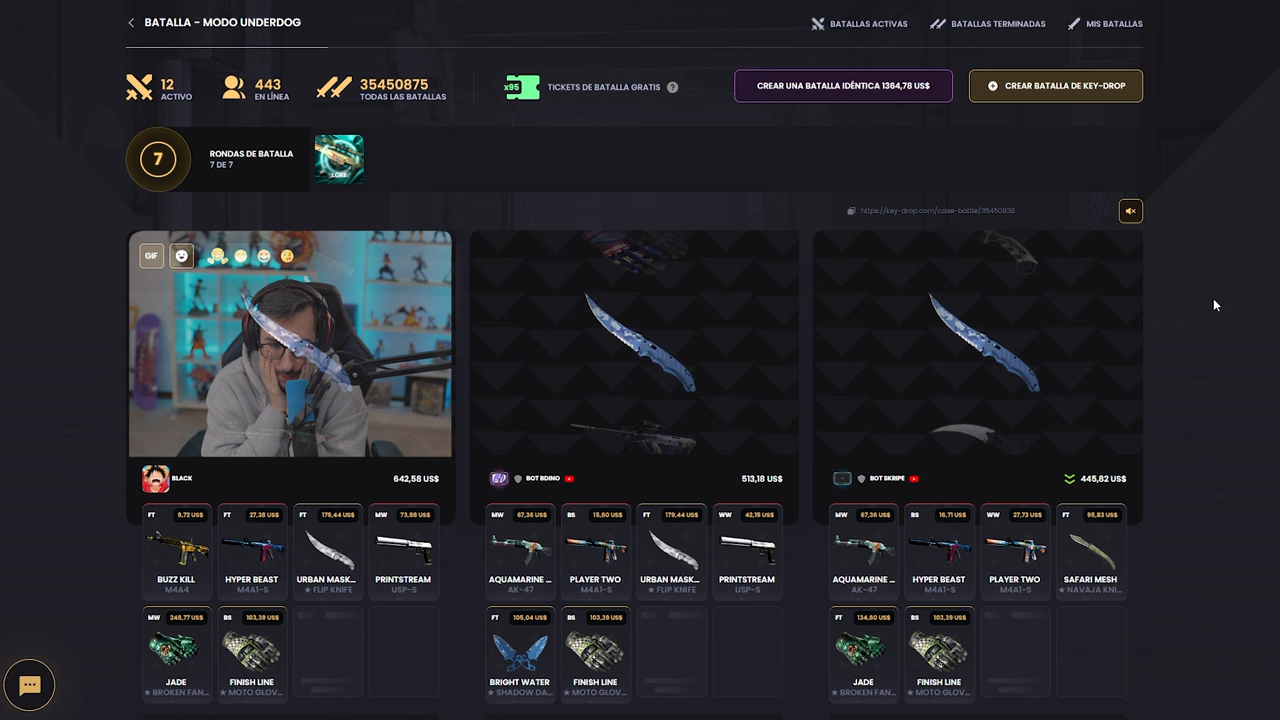 BATALLA - MODO UNDERDOG
BATALLAS ACTIVAS
BATALLAS TERMINADAS
MIS BATALLAS
12
ACTIVO
443
EN LÍNEA
35450875
TODAS LAS BATALLAS
x95
TICKETS DE BATALLA GRATIS
?
CREAR UNA BATALLA IDÉNTICA 1364,78 US$
CREAR BATALLA DE KEY-DROP
7
RONDAS DE BATALLA
7 DE 7
LORE
https://key-drop.com/case-battle/35450838
GIF
BLACK
642,58 US$
BOT BDINO
513,18 US$
BOT SKRIPE
445,82 US$
FT 9,72 US$
BUZZ KILL
M4A4
FT 27,38 US$
HYPER BEAST
M4A1-S
FT 179,44 US$
URBAN MASK...
★ FLIP KNIFE
MW 73,88 US$
PRINTSTREAM
USP-S
MW 67,36 US$
AQUAMARINE ...
AK-47
BS 15,80 US$
PLAYER TWO
M4A1-S
FT 179,44 US$
URBAN MASK...
★ FLIP KNIFE
WW 42,15 US$
PRINTSTREAM
USP-S
MW 67,36 US$
AQUAMARINE ...
AK-47
BS 16,71 US$
HYPER BEAST
M4A1-S
WW 27,73 US$
PLAYER TWO
M4A1-S
FT 95,83 US$
SAFARI MESH
★ NAVAJA KNI...
MW 248,77 US$
JADE
★ BROKEN FAN...
BS 103,39 US$
FINISH LINE
★ MOTO GLOV...
FT 105,04 US$
BRIGHT WATER
★ SHADOW DA...
BS 103,39 US$
FINISH LINE
★ MOTO GLOV...
FT 134,80 US$
JADE
★ BROKEN FAN...
BS 103,39 US$
FINISH LINE
★ MOTO GLOV...